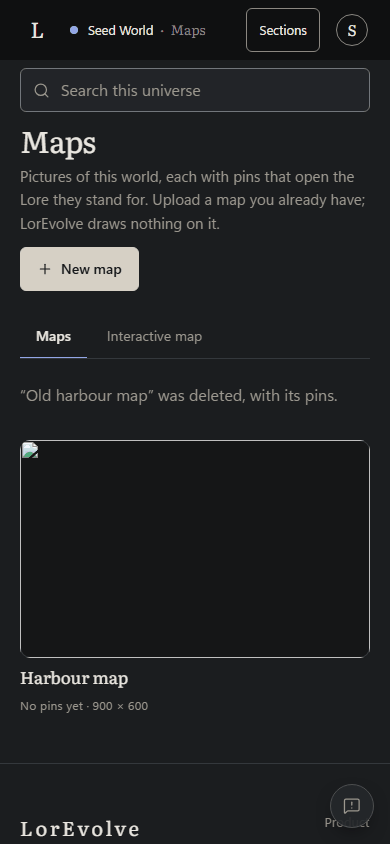 L
Seed World · Maps
Sections
S
Search this universe
Maps
Pictures of this world, each with pins that open the
Lore they stand for. Upload a map you already have;
LorEvolve draws nothing on it.
+ New map
Maps
Interactive map
“Old harbour map” was deleted, with its pins.
Harbour map
No pins yet · 900 × 600
LorEvolve
Product